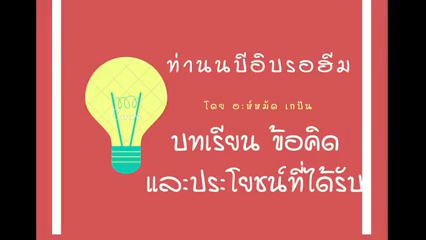 ท่านนบีอิบรอฮีม
โดย อะห์หมัด เกปัน
บทเรียน ข้อคิด
และประโยชน์ที่ได้รับ